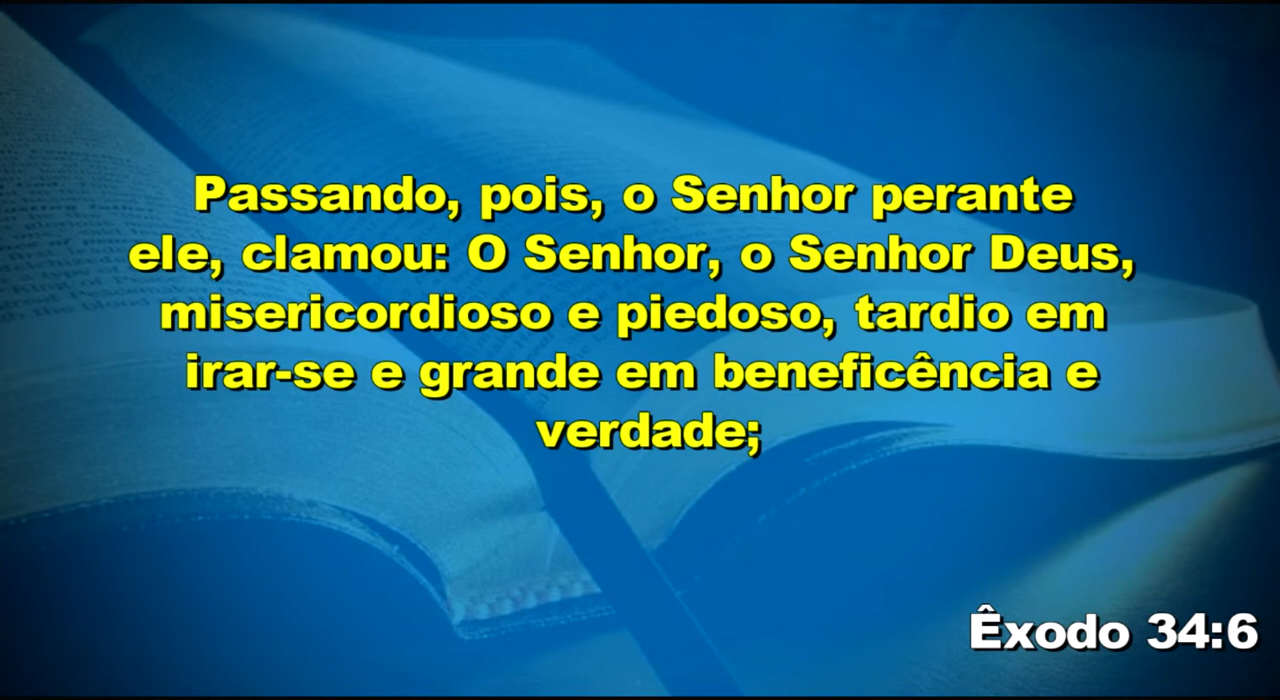 Passando, pois, o Senhor perante
ele, clamou: O Senhor, o Senhor Deus,
misericordioso e piedoso, tardio em
irar-se e grande em beneficência e
verdade;
Êxodo 34:6